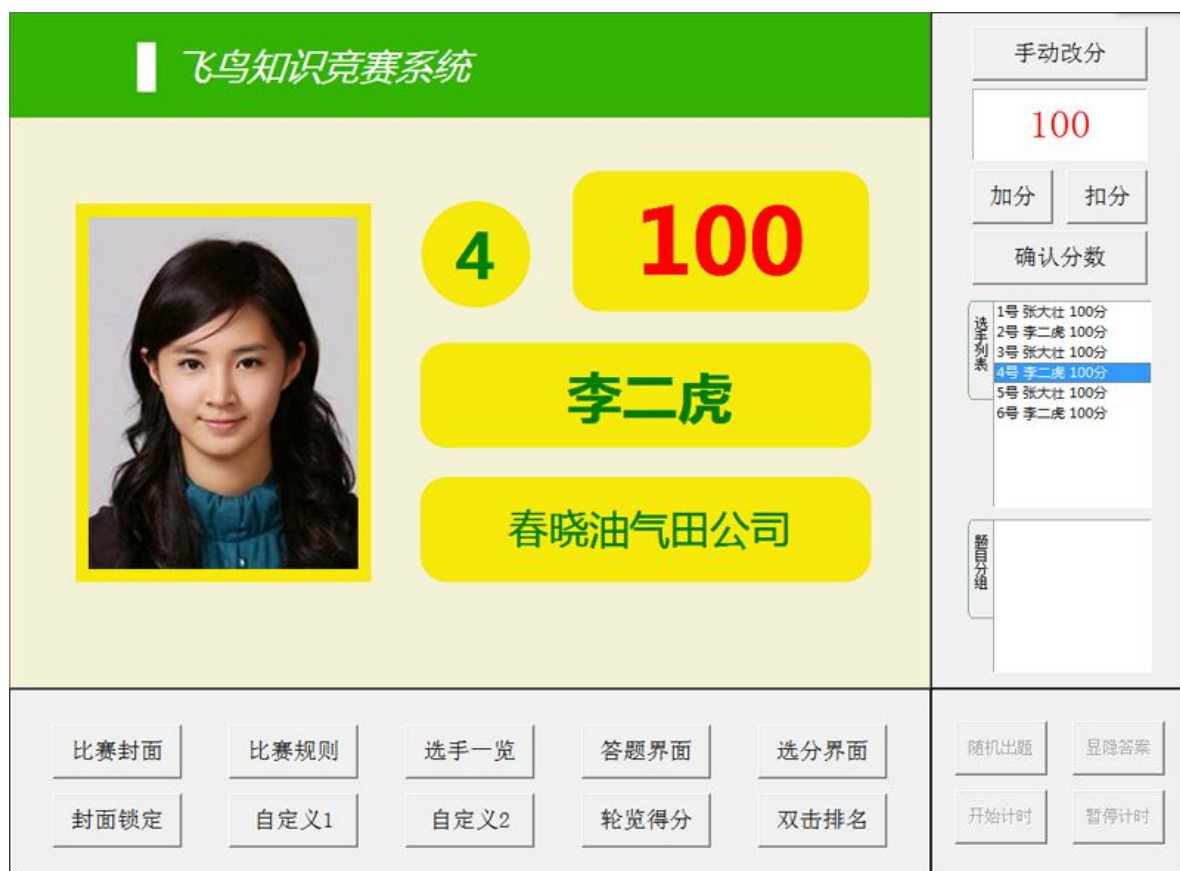 飞鸟知识竞赛系统
4
100
李二虎
春晓油气田公司
手动改分
100
加分 扣分
确认分数
选手列表
1号 张大壮 100分
2号 李二虎 100分
3号 张大壮 100分
4号 李二虎 100分
5号 张大壮 100分
6号 李二虎 100分
题目分组
比赛封面 比赛规则 选手一览 答题界面 选分界面
封面锁定 自定义1 自定义2 轮览得分 双击排名
随机出题 显隐答案
开始计时 暂停计时